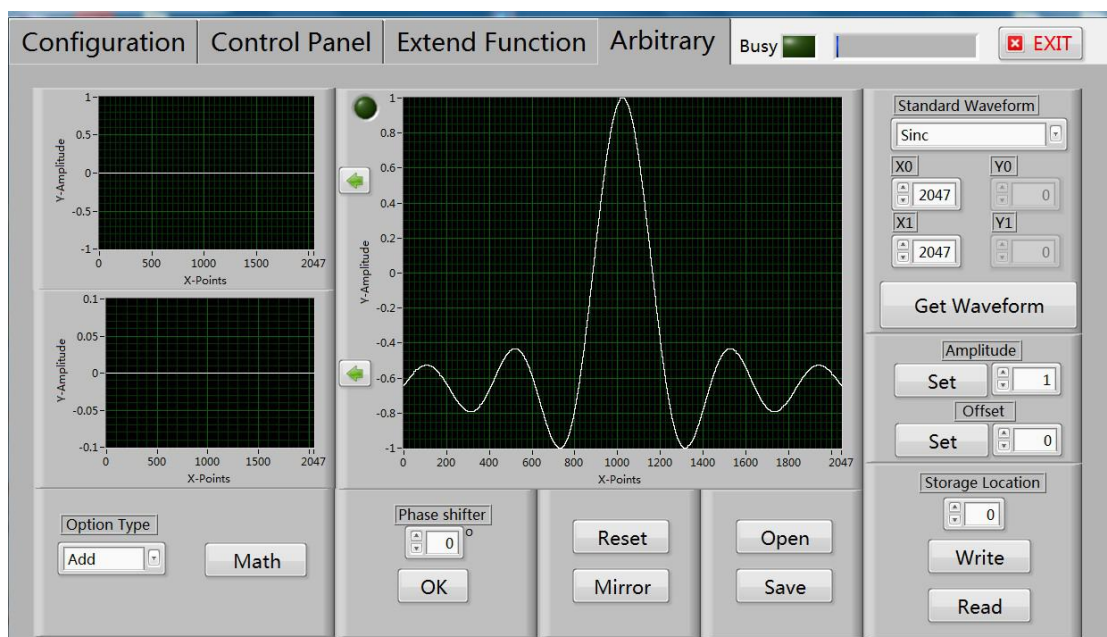 Configuration
Control Panel
Extend Function
Arbitrary
Busy
EXIT
1
0.5
0
-0.5
-1
0 500 1000 1500 2047
Y-Amplitude
X-Points
0.1
0.05
0
-0.05
-0.1
0 500 1000 1500 2047
Y-Amplitude
X-Points
1
0.8
0.6
0.4
0.2
0
-0.2
-0.4
-0.6
-0.8
-1
0 200 400 600 800 1000 1200 1400 1600 1800 2047
Y-Amplitude
X-Points
Standard Waveform
Sinc
X0 Y0
2047 0
X1 Y1
2047 0
Get Waveform
Amplitude
Set 1
Offset
Set 0
Storage Location
0
Write
Read
Option Type
Add
Math
Phase shifter
0 °
OK
Reset
Mirror
Open
Save